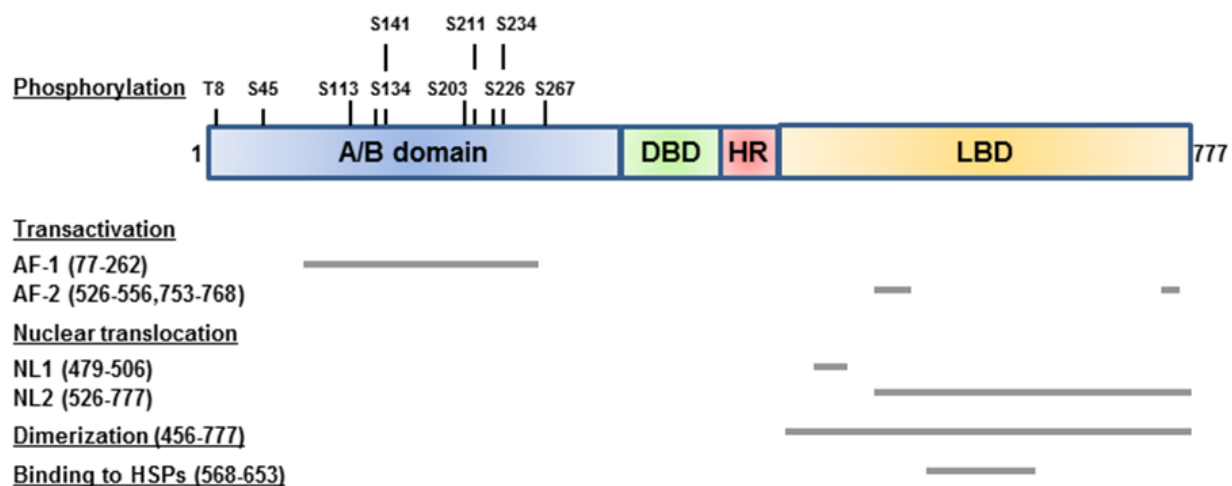 S141 S211 S234
Phosphorylation T8 S45 S113 S134 S203 S226 S267
1 A/B domain DBD HR LBD 777
Transactivation
AF-1 (77-262)
AF-2 (526-556,753-768)
Nuclear translocation
NL1 (479-506)
NL2 (526-777)
Dimerization (456-777)
Binding to HSPs (568-653)